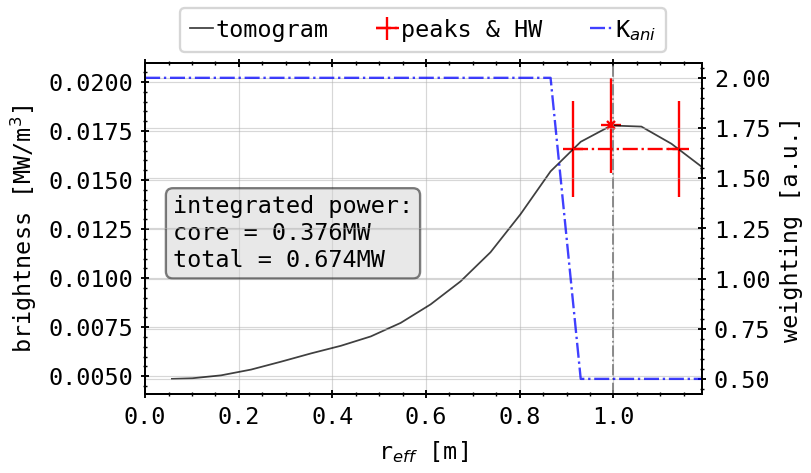 tomogram peaks & HW K_ani
brightness [MW/m³]
0.0200
0.0175
0.0150
0.0125
0.0100
0.0075
0.0050
integrated power:
core = 0.376MW
total = 0.674MW
2.00
1.75
1.50
1.25
1.00
0.75
0.50
weighting [a.u.]
0.0 0.2 0.4 0.6 0.8 1.0
r_eff [m]